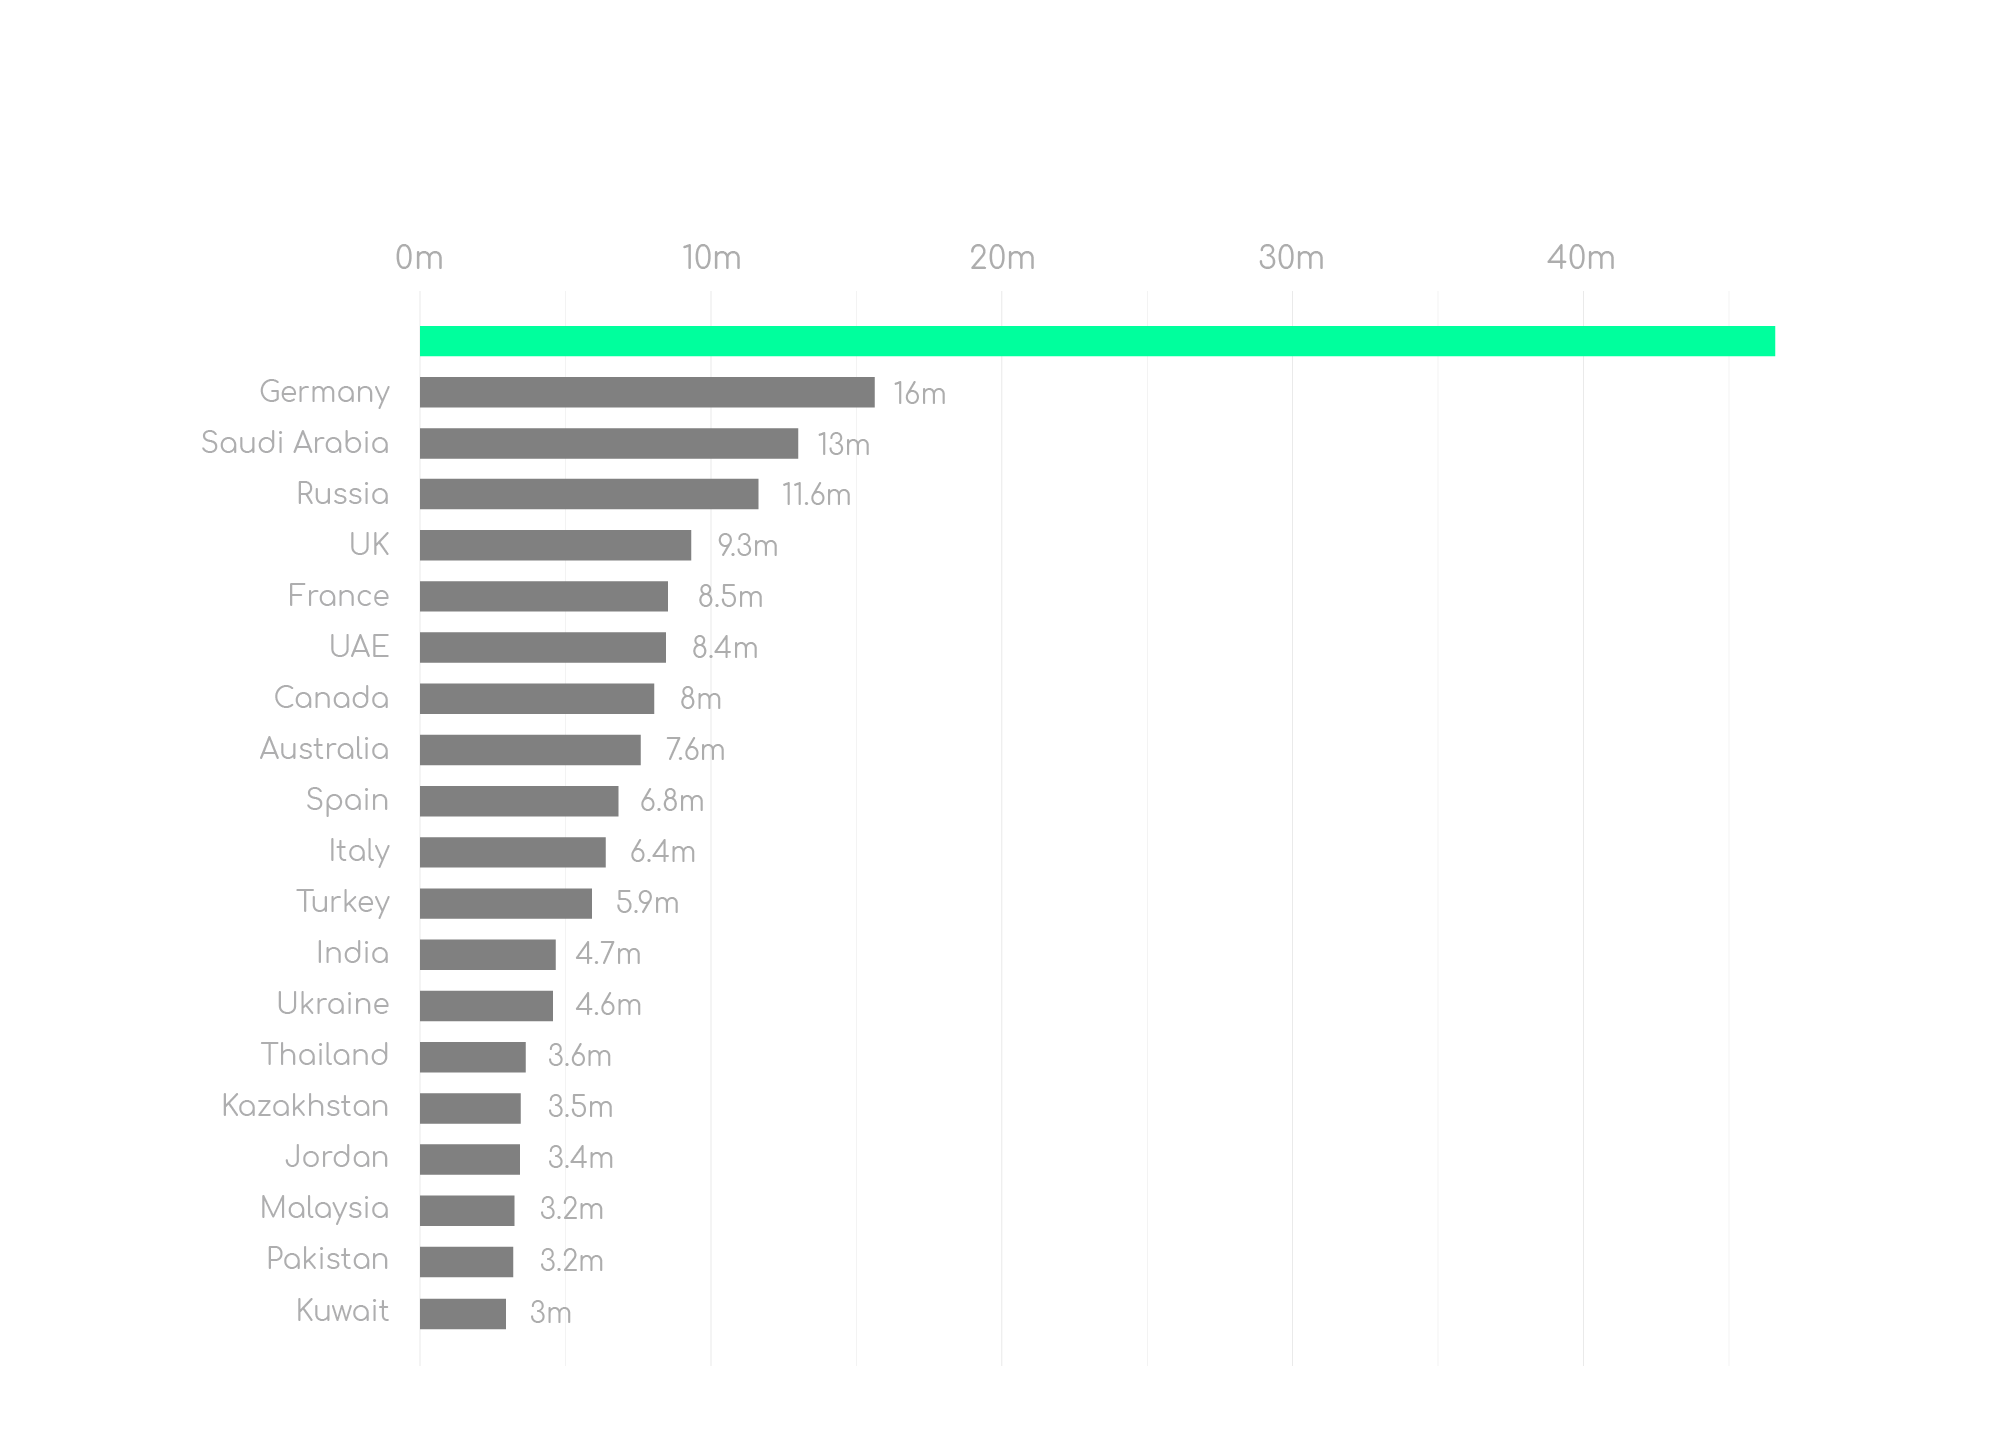 0m 10m 20m 30m 40m
Germany 16m
Saudi Arabia 13m
Russia 11.6m
UK 9.3m
France 8.5m
UAE 8.4m
Canada 8m
Australia 7.6m
Spain 6.8m
Italy 6.4m
Turkey 5.9m
India 4.7m
Ukraine 4.6m
Thailand 3.6m
Kazakhstan 3.5m
Jordan 3.4m
Malaysia 3.2m
Pakistan 3.2m
Kuwait 3m